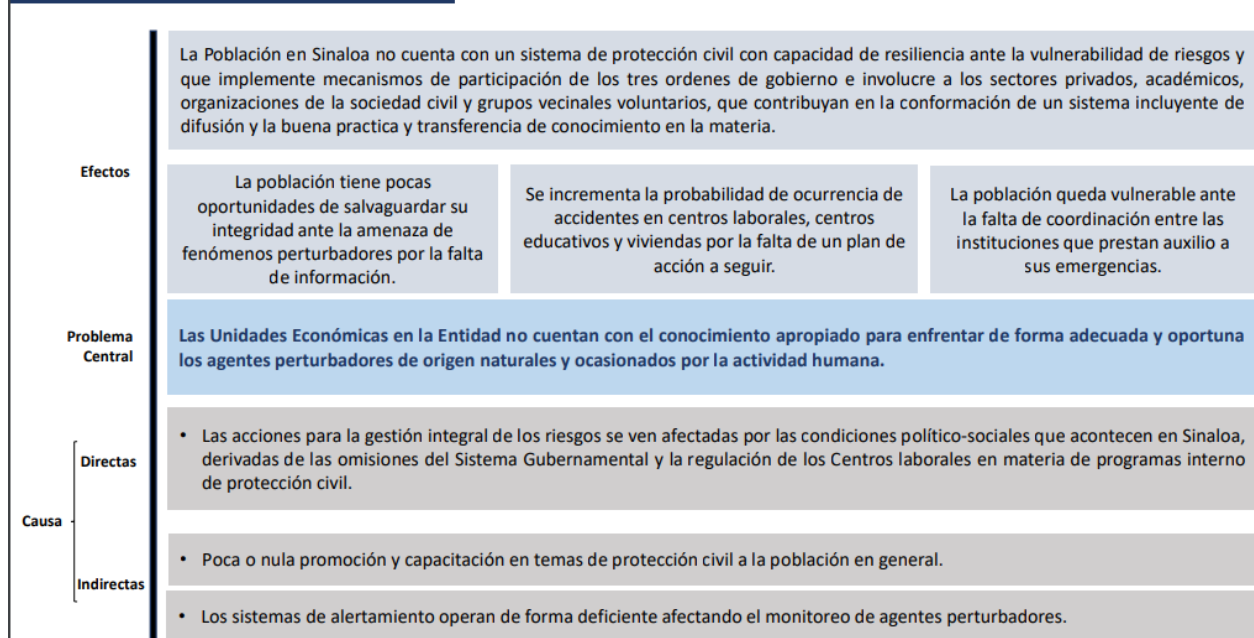 La Población en Sinaloa no cuenta con un sistema de protección civil con capacidad de resiliencia ante la vulnerabilidad de riesgos y
que implemente mecanismos de participación de los tres ordenes de gobierno e involucre a los sectores privados, académicos,
organizaciones de la sociedad civil y grupos vecinales voluntarios, que contribuyan en la conformación de un sistema incluyente de
difusión y la buena practica y transferencia de conocimiento en la materia.
Efectos
La población tiene pocas
oportunidades de salvaguardar su
integridad ante la amenaza de
fenómenos perturbadores por la falta
de información.
Se incrementa la probabilidad de ocurrencia de
accidentes en centros laborales, centros
educativos y viviendas por la falta de un plan de
acción a seguir.
La población queda vulnerable ante
la falta de coordinación entre las
instituciones que prestan auxilio a
sus emergencias.
Problema
Central
Las Unidades Económicas en la Entidad no cuentan con el conocimiento apropiado para enfrentar de forma adecuada y oportuna
los agentes perturbadores de origen naturales y ocasionados por la actividad humana.
Causa
Directas
• Las acciones para la gestión integral de los riesgos se ven afectadas por las condiciones político-sociales que acontecen en Sinaloa,
derivadas de las omisiones del Sistema Gubernamental y la regulación de los Centros laborales en materia de programas interno
de protección civil.
Indirectas
• Poca o nula promoción y capacitación en temas de protección civil a la población en general.
• Los sistemas de alertamiento operan de forma deficiente afectando el monitoreo de agentes perturbadores.